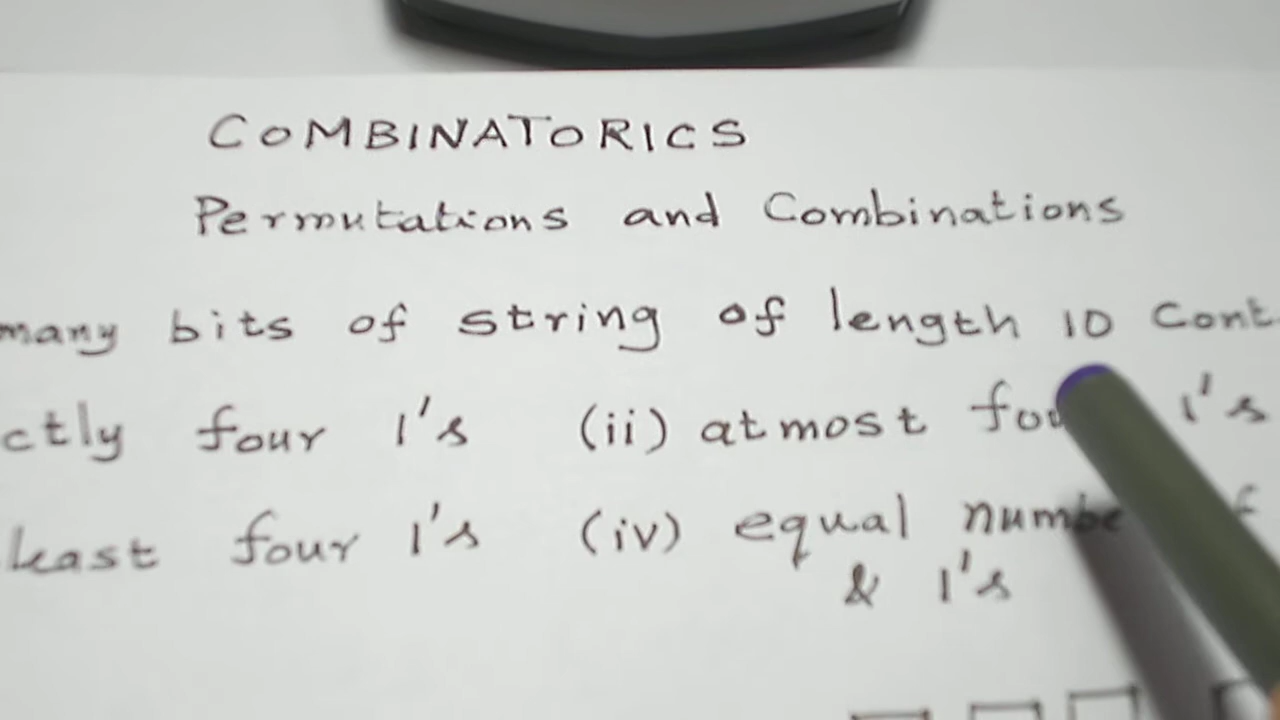 COMBINATORICS
Permutations and Combinations
many bits of string of length 10 Cont
ctly four 1's (ii) atmost fou 1's
least four 1's (iv) equal numbe f
& 1's